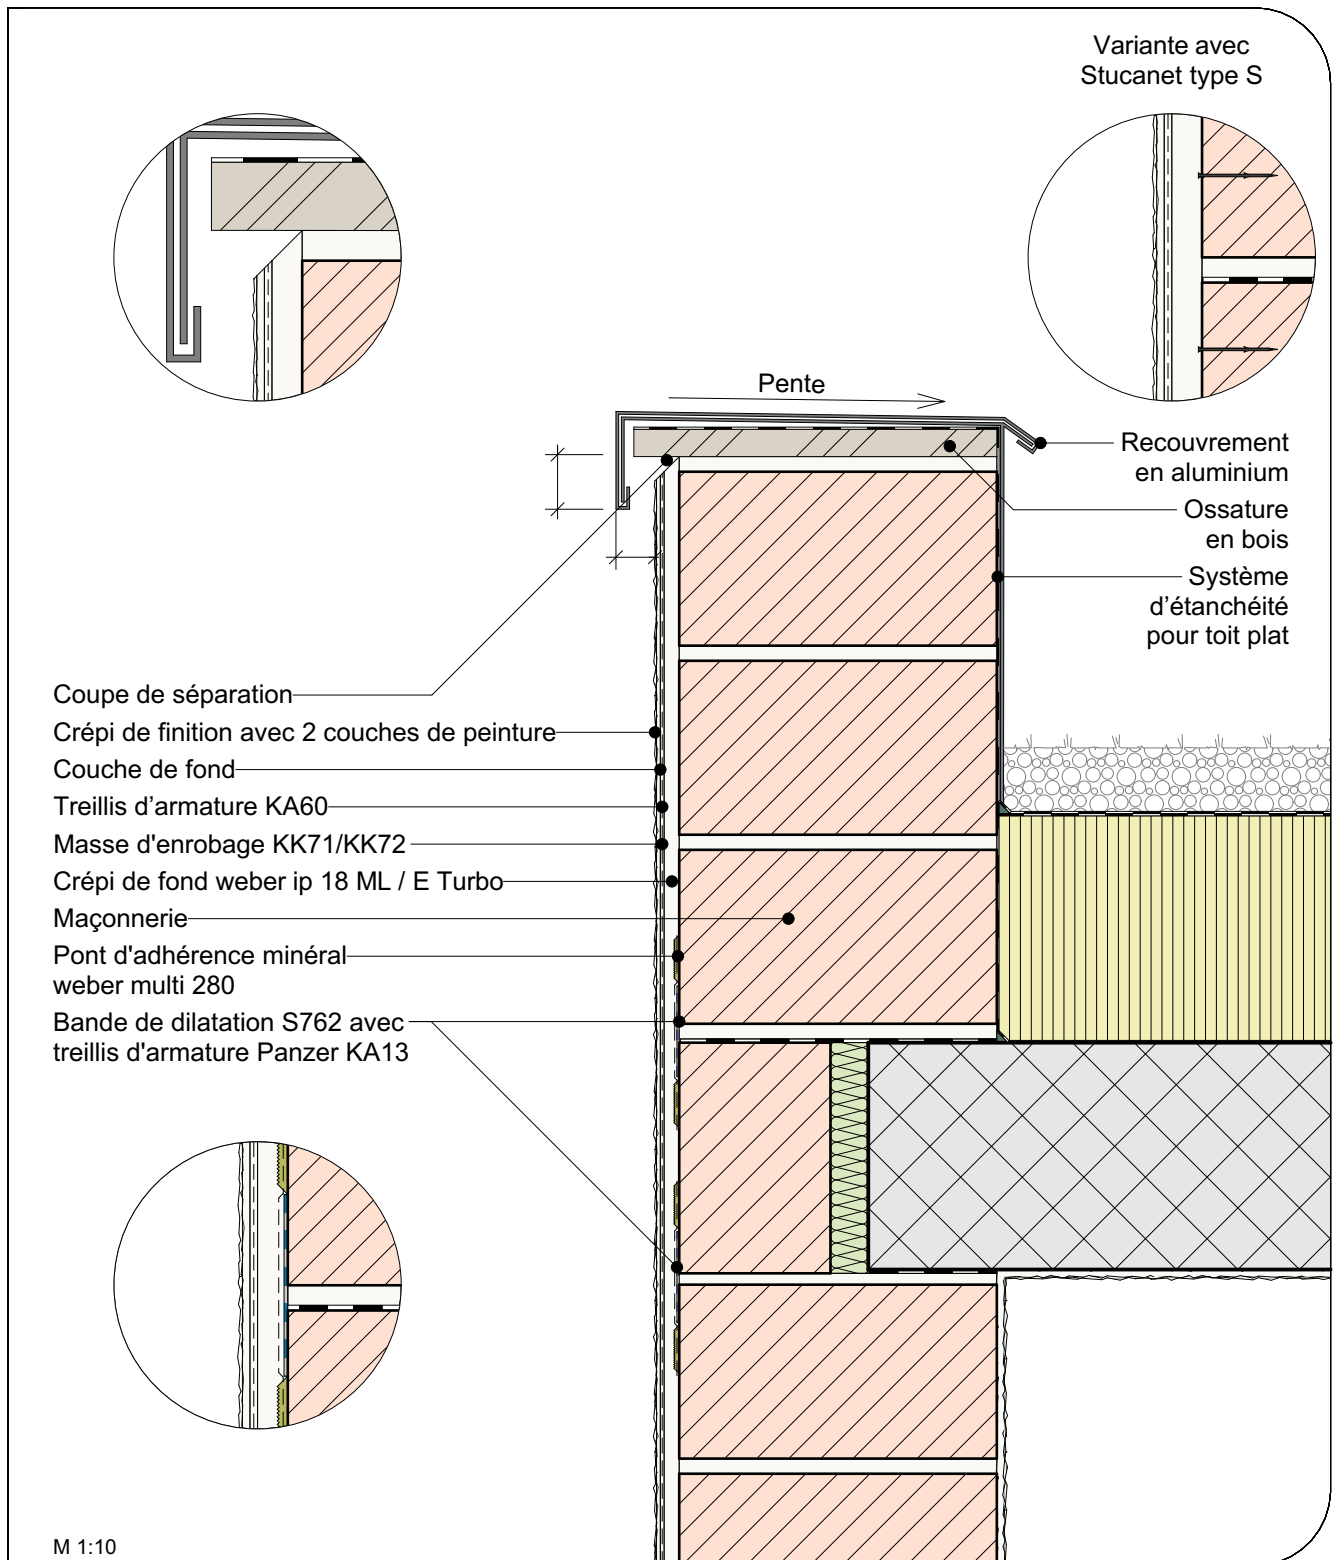 Variante avec
Stucanet type S
Pente
Recouvrement
en aluminium
Ossature
en bois
Système
d’étanchéité
pour toit plat
Coupe de séparation
Crépi de finition avec 2 couches de peinture
Couche de fond
Treillis d’armature KA60
Masse d'enrobage KK71/KK72
Crépi de fond weber ip 18 ML / E Turbo
Maçonnerie
Pont d'adhérence minéral
weber multi 280
Bande de dilatation S762 avec
treillis d'armature Panzer KA13
M 1:10